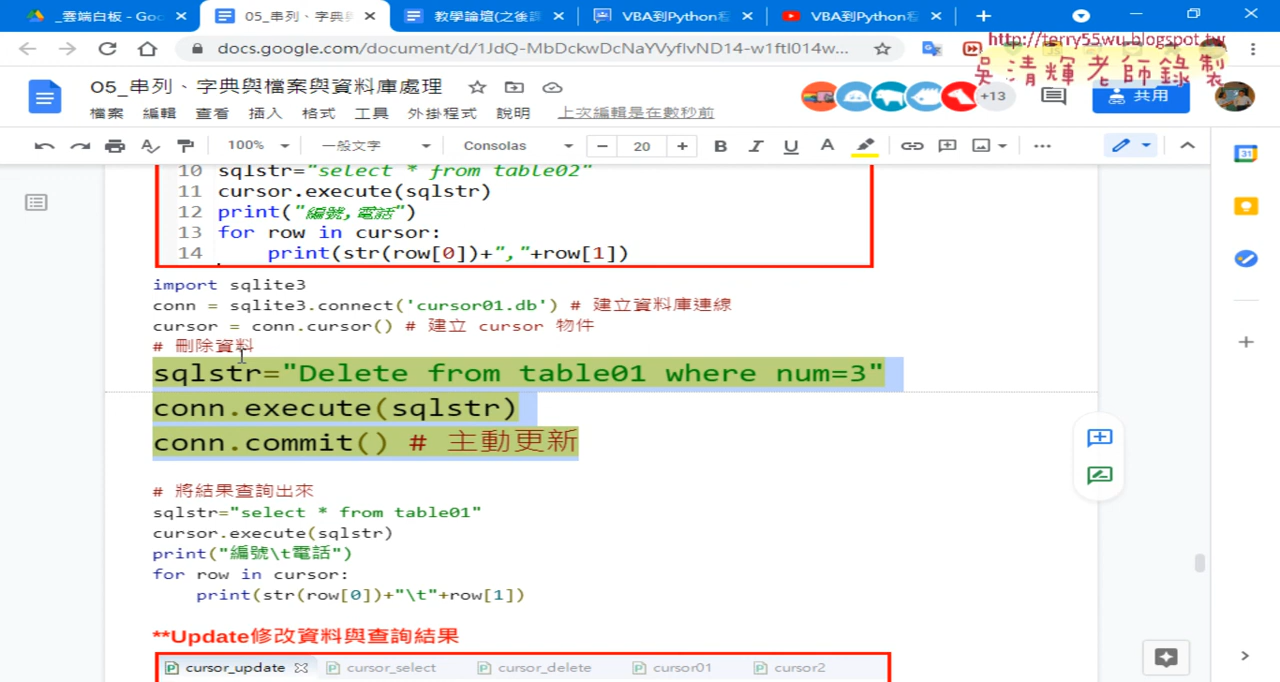 _雲端白板 - Goo
05_串列、字典
教學論壇(之後
VBA到Python
VBA到Python
docs.google.com/document/d/1JdQ-MbDckwDcNaYVyflvND14-w1ftI014w...
http://terry55wu.blogspot.tw
吳清輝老師錄製
05_串列、字典與檔案與資料庫處理
+13
共用
檔案 編輯 查看 插入 格式 工具 外掛程式 說明 上次編輯是在數秒前
100% 一般文字 Consolas 20 B I U A
31
10 sqlstr="select * from table02"
11 cursor.execute(sqlstr)
12 print("編號,電話")
13 for row in cursor:
14 print(str(row[0])+","+row[1])
import sqlite3
conn = sqlite3.connect('cursor01.db') # 建立資料庫連線
cursor = conn.cursor() # 建立 cursor 物件
# 刪除資料
sqlstr="Delete from table01 where num=3"
conn.execute(sqlstr)
conn.commit() # 主動更新
# 將結果查詢出來
sqlstr="select * from table01"
cursor.execute(sqlstr)
print("編號\t電話")
for row in cursor:
print(str(row[0])+"\t"+row[1])
**Update修改資料與查詢結果
cursor_update cursor_select cursor_delete cursor01 cursor2